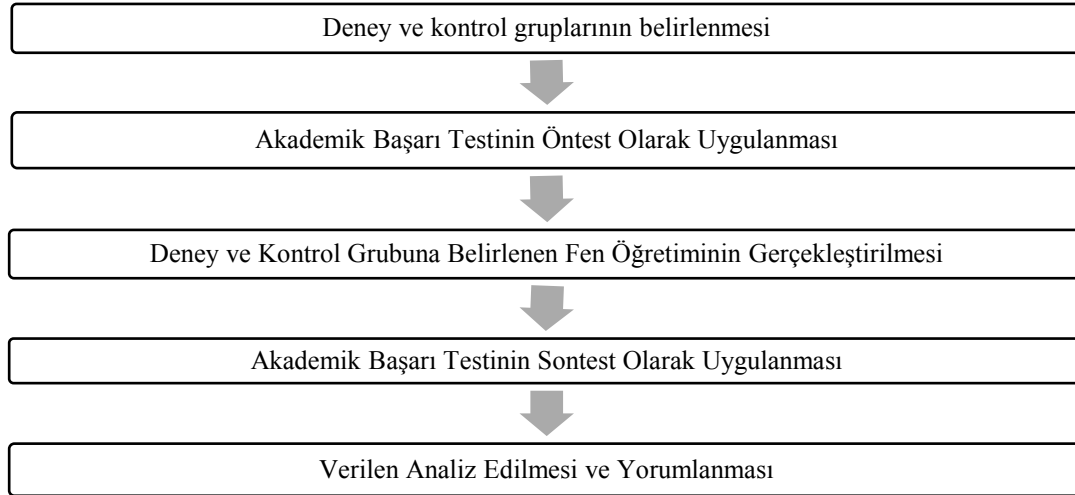 Deney ve kontrol gruplarının belirlenmesi
Akademik Başarı Testinin Öntest Olarak Uygulanması
Deney ve Kontrol Grubuna Belirlenen Fen Öğretiminin Gerçekleştirilmesi
Akademik Başarı Testinin Sontest Olarak Uygulanması
Verilen Analiz Edilmesi ve Yorumlanması